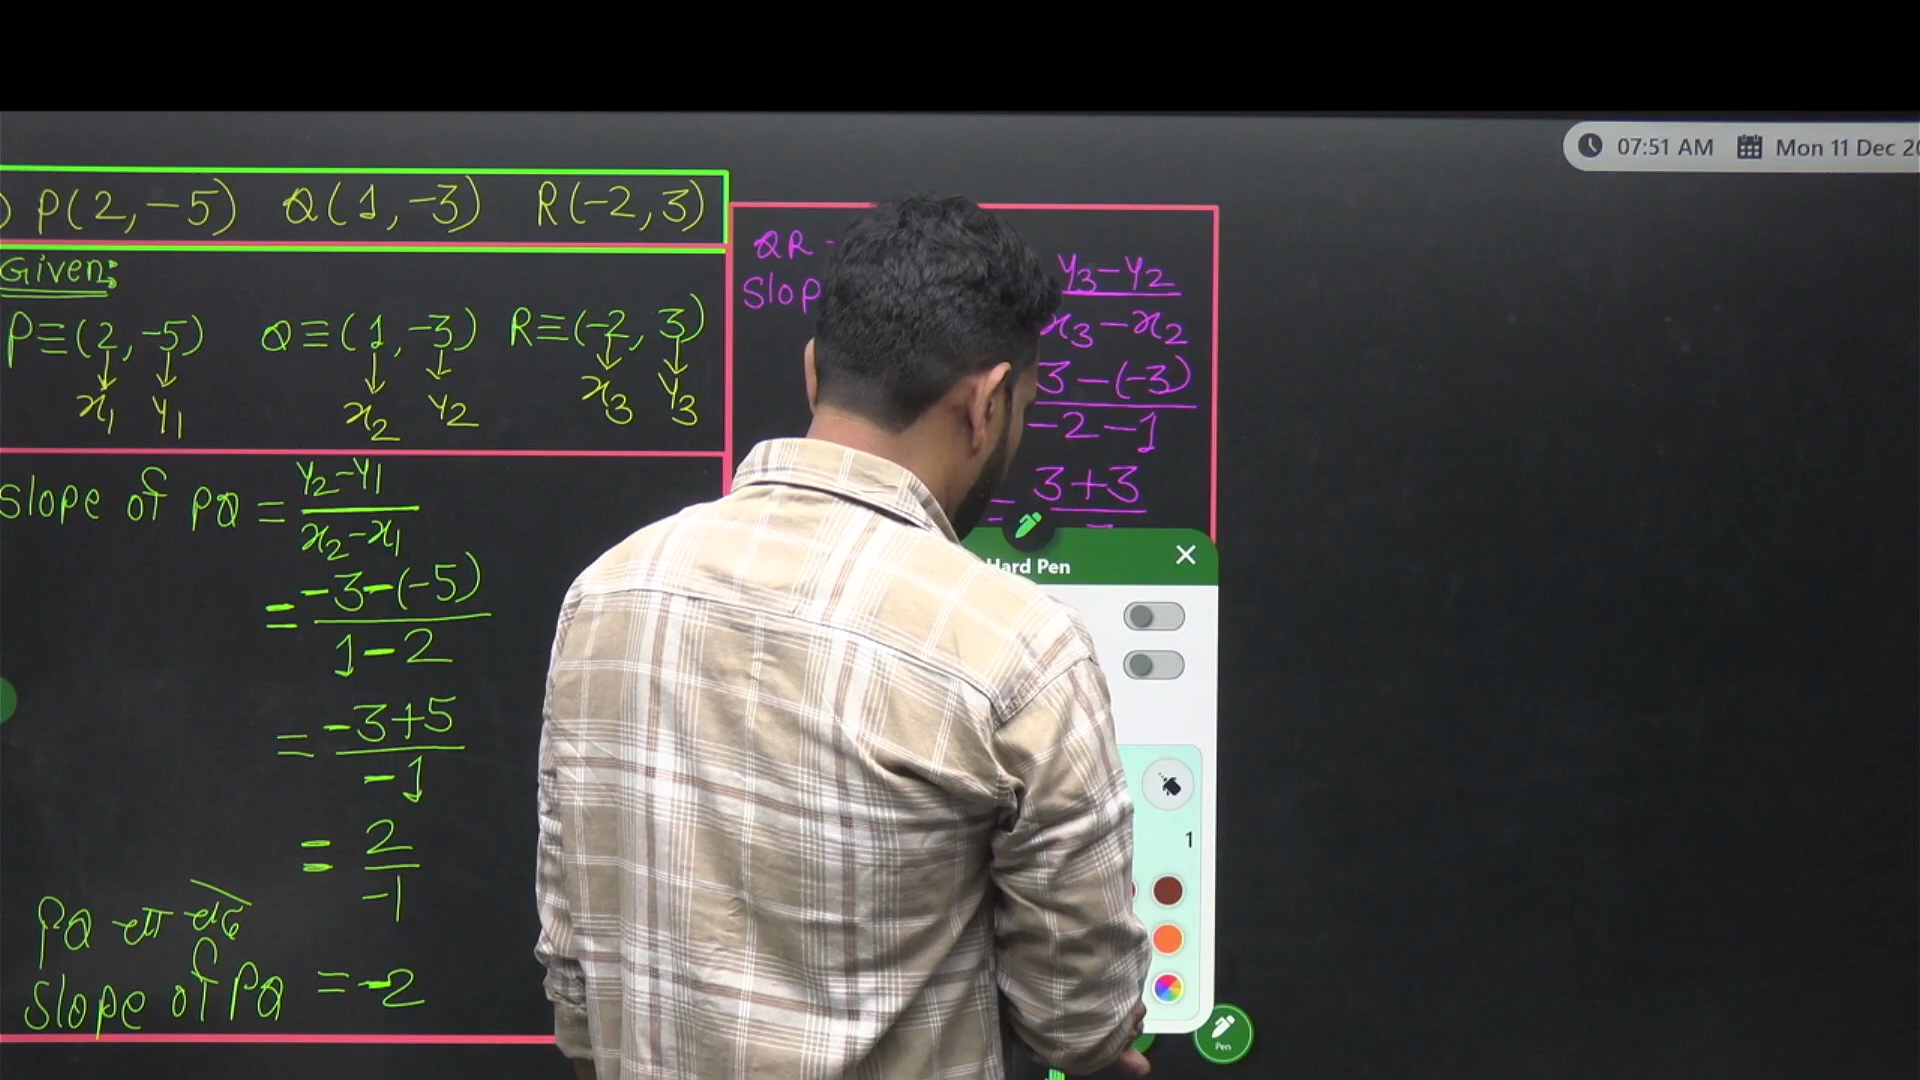 07:51 AM Mon 11 Dec
) P(2,-5) Q(1,-3) R(-2,3)
Given:
P≡(2,-5) Q≡(1,-3) R≡(-2,3)
x₁ y₁ x₂ y₂ x₃ y₃
Slope of PQ = y₂-y₁
x₂-x₁
= -3-(-5)
1-2
= -3+5
-1
= 2
-1
PQ चा चढ
Slope of PQ = -2
QR
y₃-y₂
x₃-x₂
3-(-3)
-2-1
= 3+3
Hard Pen
1
Pen